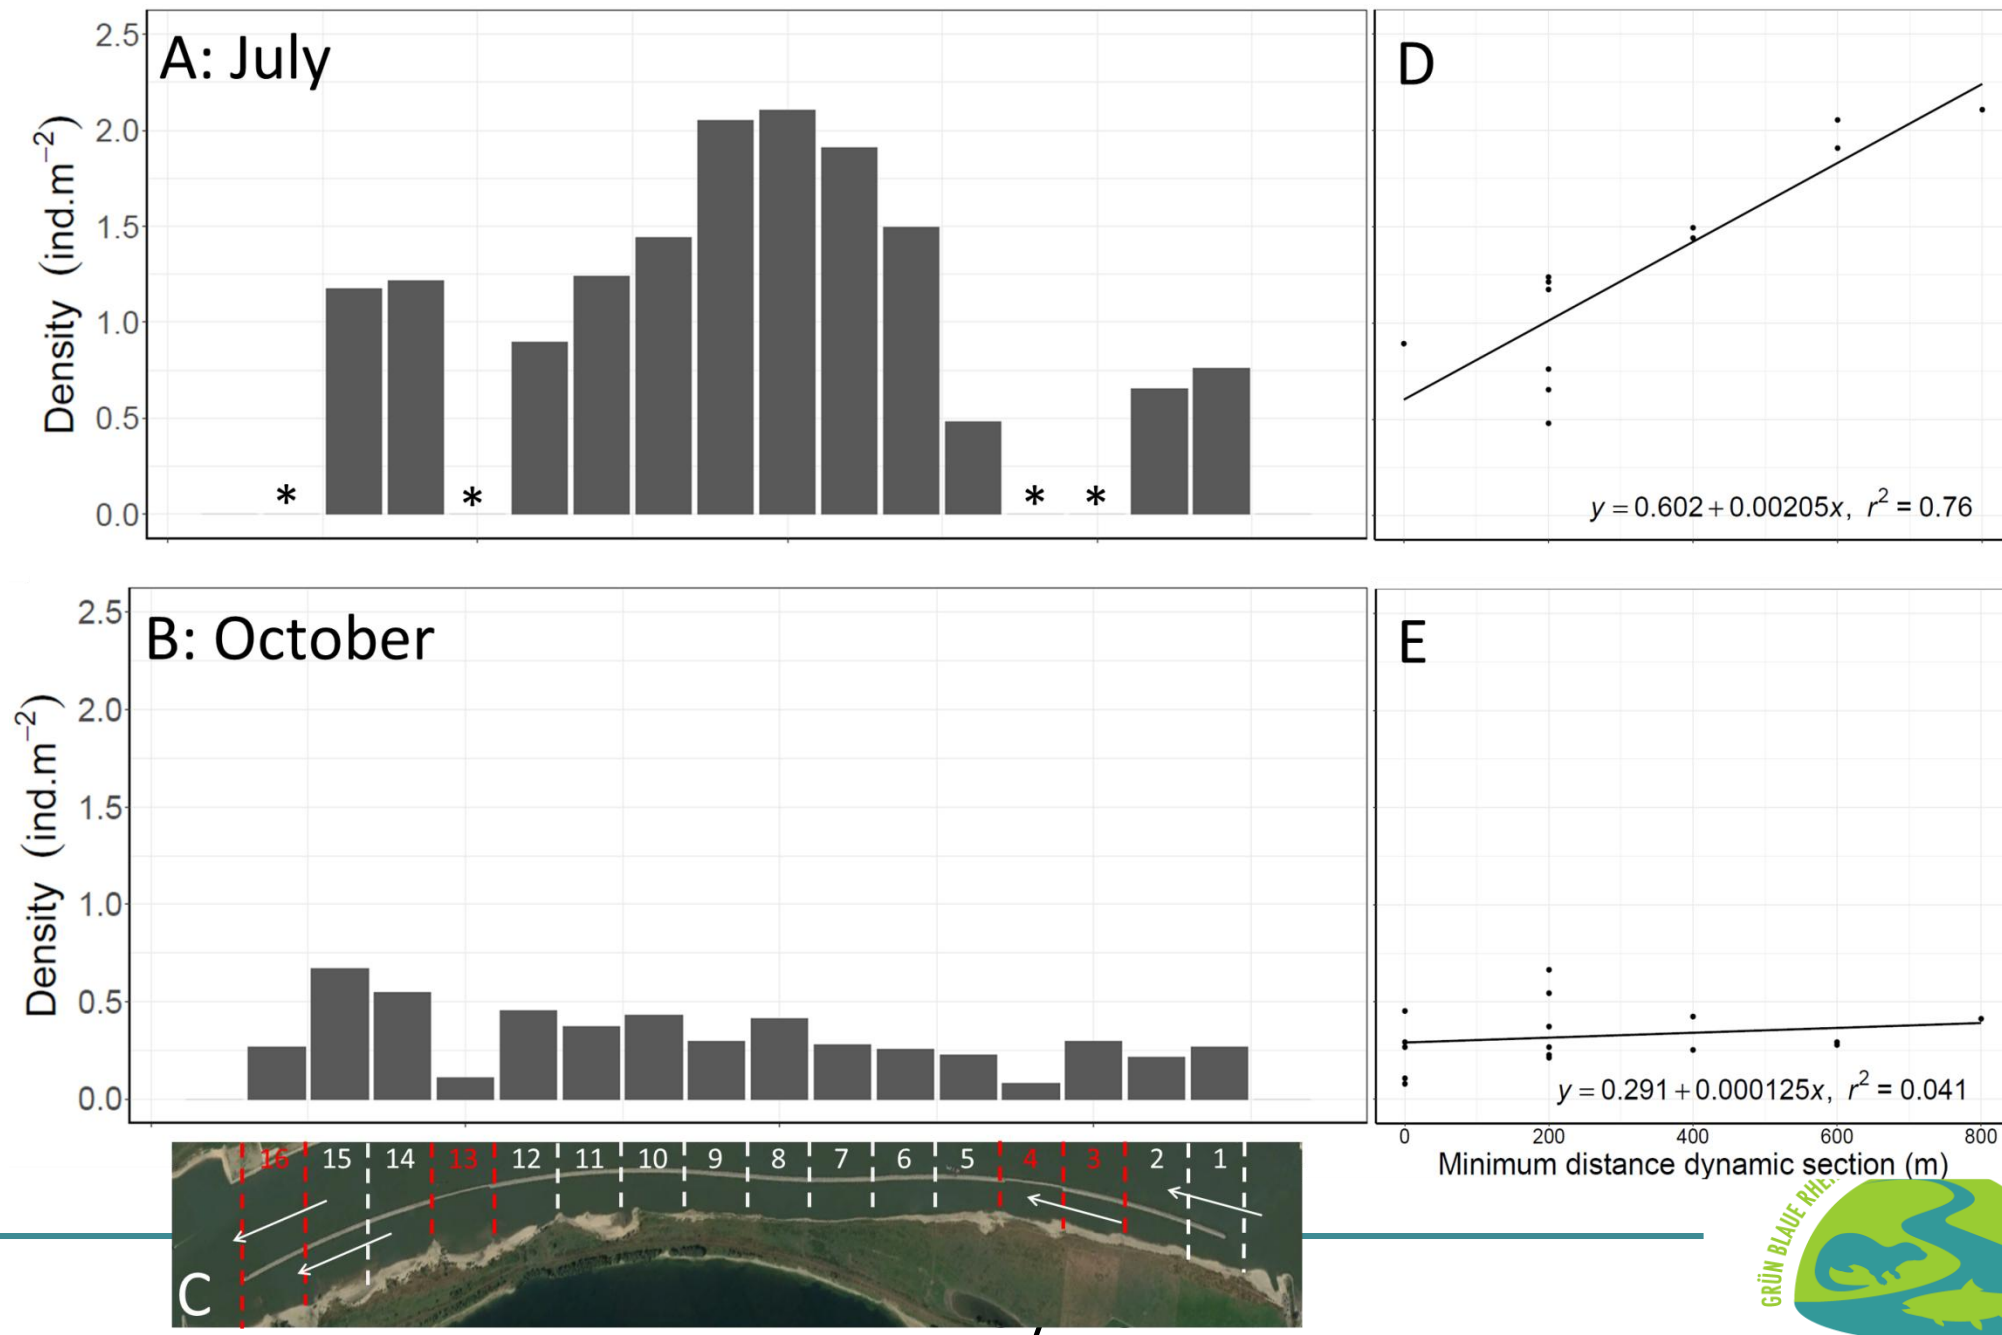 A: July
Density (ind.m⁻²)
2.5
2.0
1.5
1.0
0.5
0.0
* * * *
D
y = 0.602 + 0.00205x, r² = 0.76
B: October
Density (ind.m⁻²)
2.5
2.0
1.5
1.0
0.5
0.0
E
y = 0.291 + 0.000125x, r² = 0.041
0 200 400 600 800
Minimum distance dynamic section (m)
16 15 14 13 12 11 10 9 8 7 6 5 4 3 2 1
C
GRÜN BLAUE